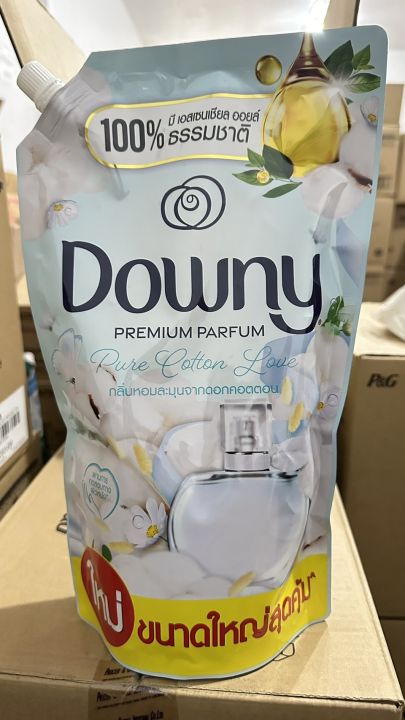 มี เอสเซนเชียล ออยล์
100% ธรรมชาติ
Downy
PREMIUM PARFUM
Pure Cotton Love
กลิ่นหอมละมุนจากดอกคอตตอน
P&G
ใหม่
ขนาดใหญ่สุดคุ้ม